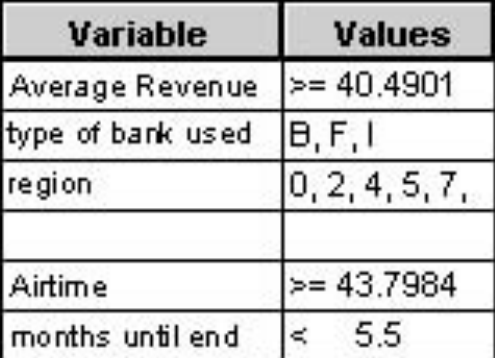 Variable Values
Average Revenue >= 40.4901
type of bank used B, F, I
region 0, 2, 4, 5, 7,
Airtime >= 43.7984
months until end < 5.5